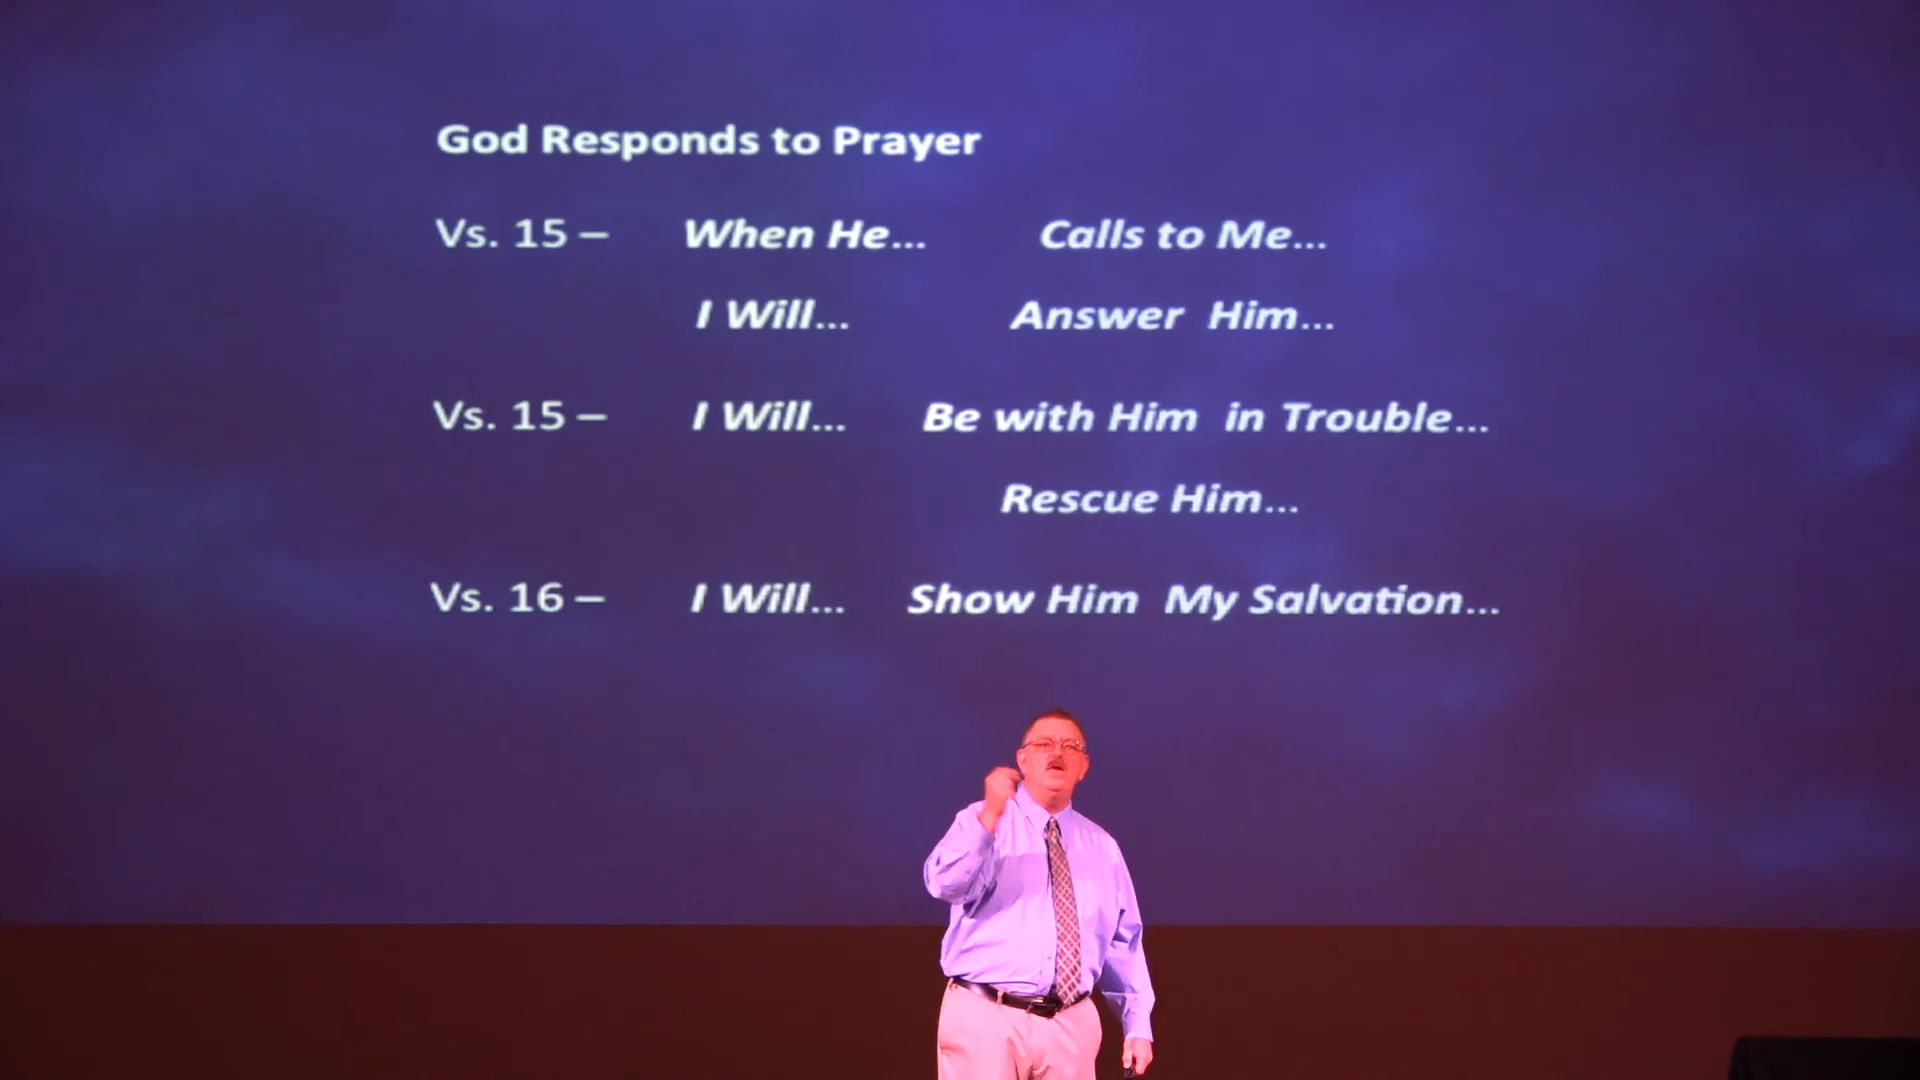 God Responds to Prayer
Vs. 15 – When He... Calls to Me...
I Will... Answer Him...
Vs. 15 – I Will... Be with Him in Trouble...
Rescue Him...
Vs. 16 – I Will... Show Him My Salvation...